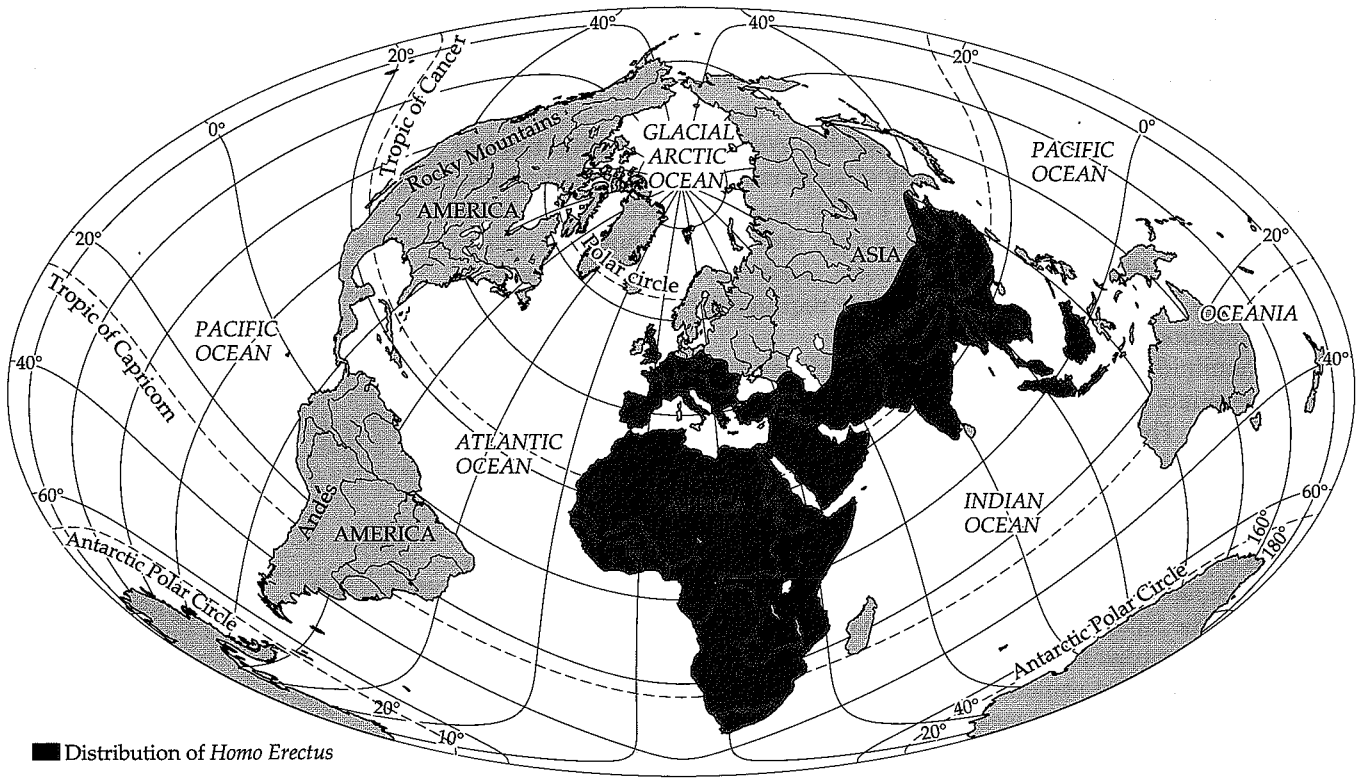 40°
40°
20°
20°
Tropic of Cancer
0°
0°
GLACIAL
ARCTIC
OCEAN
PACIFIC
OCEAN
Rocky Mountains
AMERICA
20°
20°
Polar circle
ASIA
Tropic of Capricorn
PACIFIC
OCEAN
OCEANIA
40°
40°
ATLANTIC
OCEAN
60°
60°
Andes
AMERICA
INDIAN
OCEAN
160°
180°
Antarctic Polar Circle
Antarctic Polar Circle
20°
10°
40°
20°
Distribution of Homo Erectus